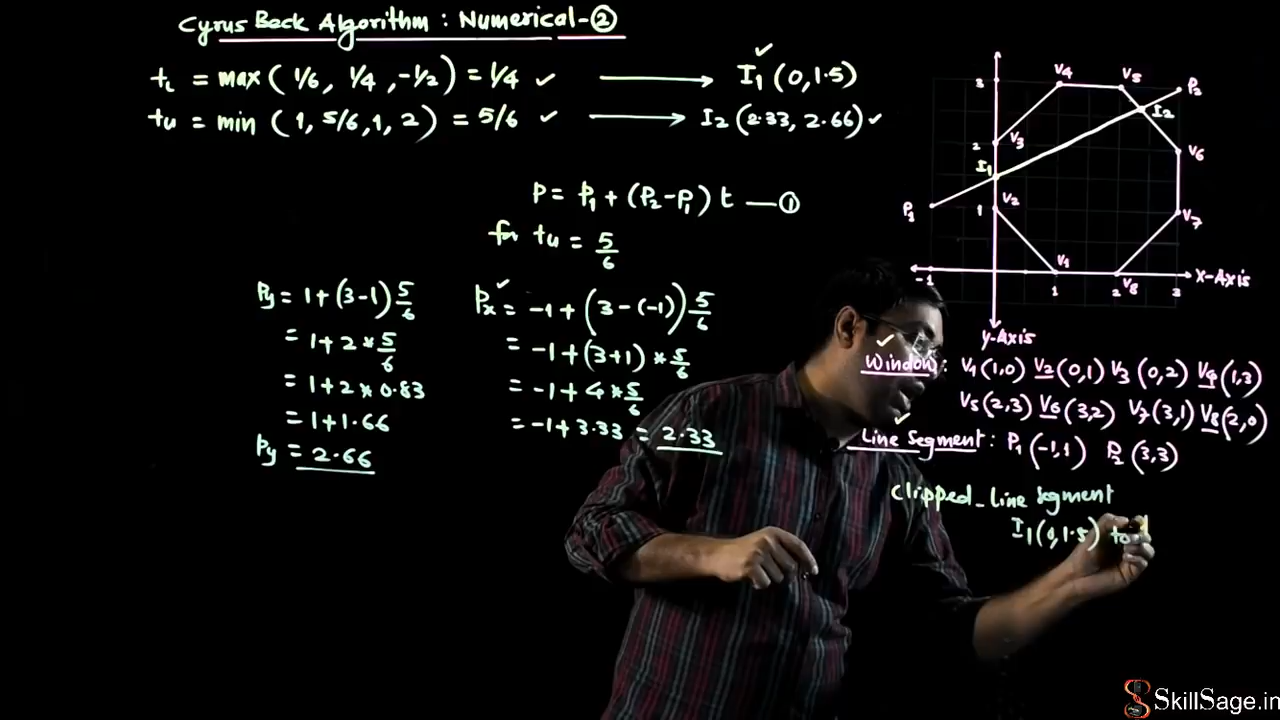 Cyrus Beck Algorithm : Numerical-②
tL = max( 1/6, 1/4, -1/2) = 1/4 ✓ → I1 (0,1.5) ✓
tu = min (1, 5/6, 1, 2) = 5/6 ✓ → I2 (2.33, 2.66) ✓
P = P1 + (P2-P1) t — ①
for tu = 5/6
Py = 1+(3-1) 5/6
= 1+2*5/6
= 1+2*0.83
= 1+1.66
Py = 2.66
Px = -1+(3-(-1)) 5/6
= -1+(3+1)*5/6
= -1+4*5/6
= -1+3.33 = 2.33
3
V4
V5
P2
I2
2
V3
V6
I1
P1
1
V2
V7
V1
V8
-1
1
2
3
X-Axis
Y-Axis
Window : V1(1,0) V2(0,1) V3(0,2) V4(1,3)
V5(2,3) V6(3,2) V7(3,1) V8(2,0)
Line Segment : P1(-1,1) P2(3,3)
Clipped-line segment
I1(0,1.5) to
SkillSage.in